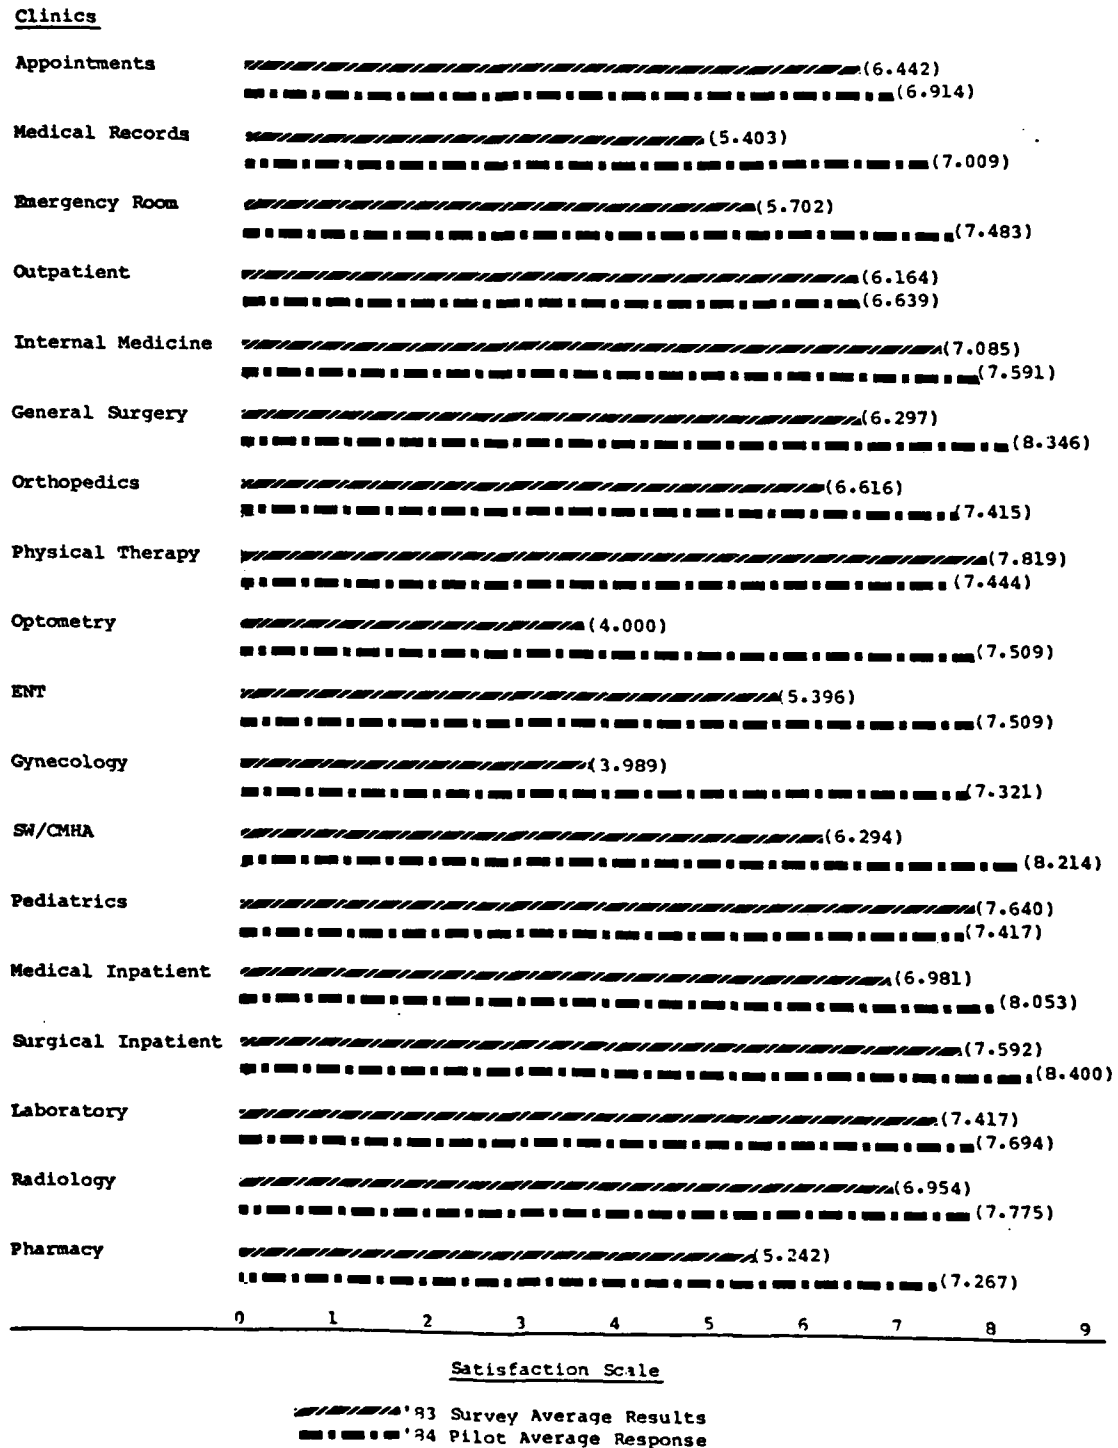 Clinics
Appointments
(6.442)
(6.914)
Medical Records
(5.403)
(7.009)
Emergency Room
(5.702)
(7.483)
Outpatient
(6.164)
(6.639)
Internal Medicine
(7.085)
(7.591)
General Surgery
(6.297)
(8.346)
Orthopedics
(6.616)
(7.415)
Physical Therapy
(7.819)
(7.444)
Optometry
(4.000)
(7.509)
ENT
(5.396)
(7.509)
Gynecology
(3.989)
(7.321)
SW/CMHA
(6.294)
(8.214)
Pediatrics
(7.640)
(7.417)
Medical Inpatient
(6.981)
(8.053)
Surgical Inpatient
(7.592)
(8.400)
Laboratory
(7.417)
(7.694)
Radiology
(6.954)
(7.775)
Pharmacy
(5.242)
(7.267)
0 1 2 3 4 5 6 7 8 9
Satisfaction Scale
'83 Survey Average Results
'84 Pilot Average Response